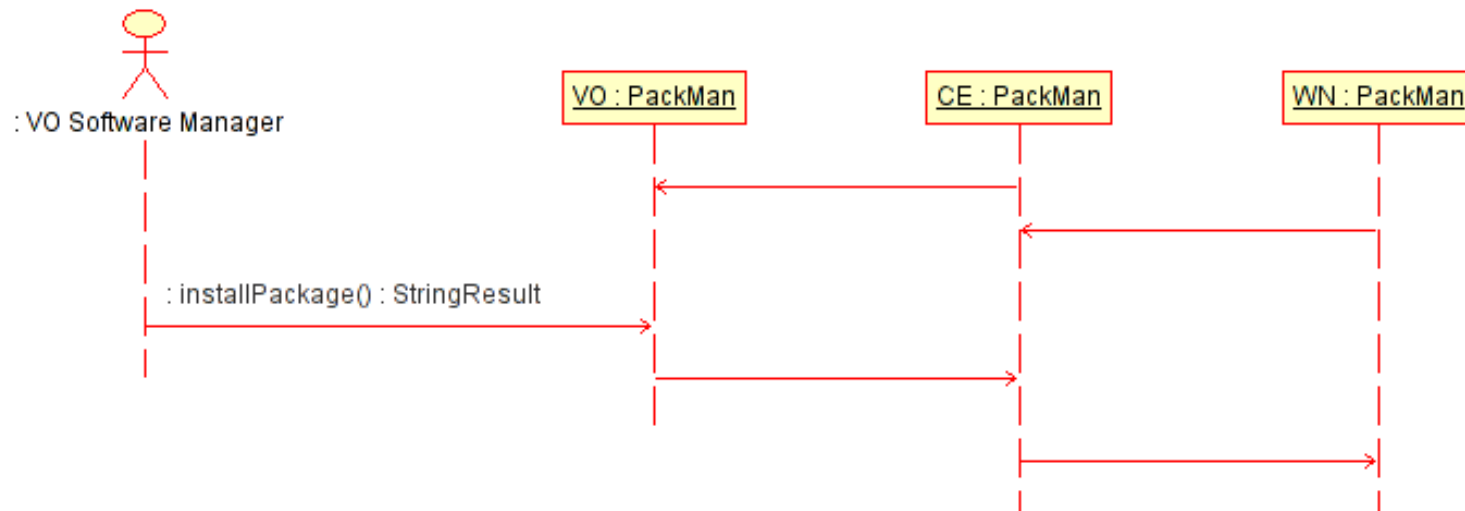 : VO Software Manager
VO : PackMan
CE : PackMan
WN : PackMan
: installPackage() : StringResult